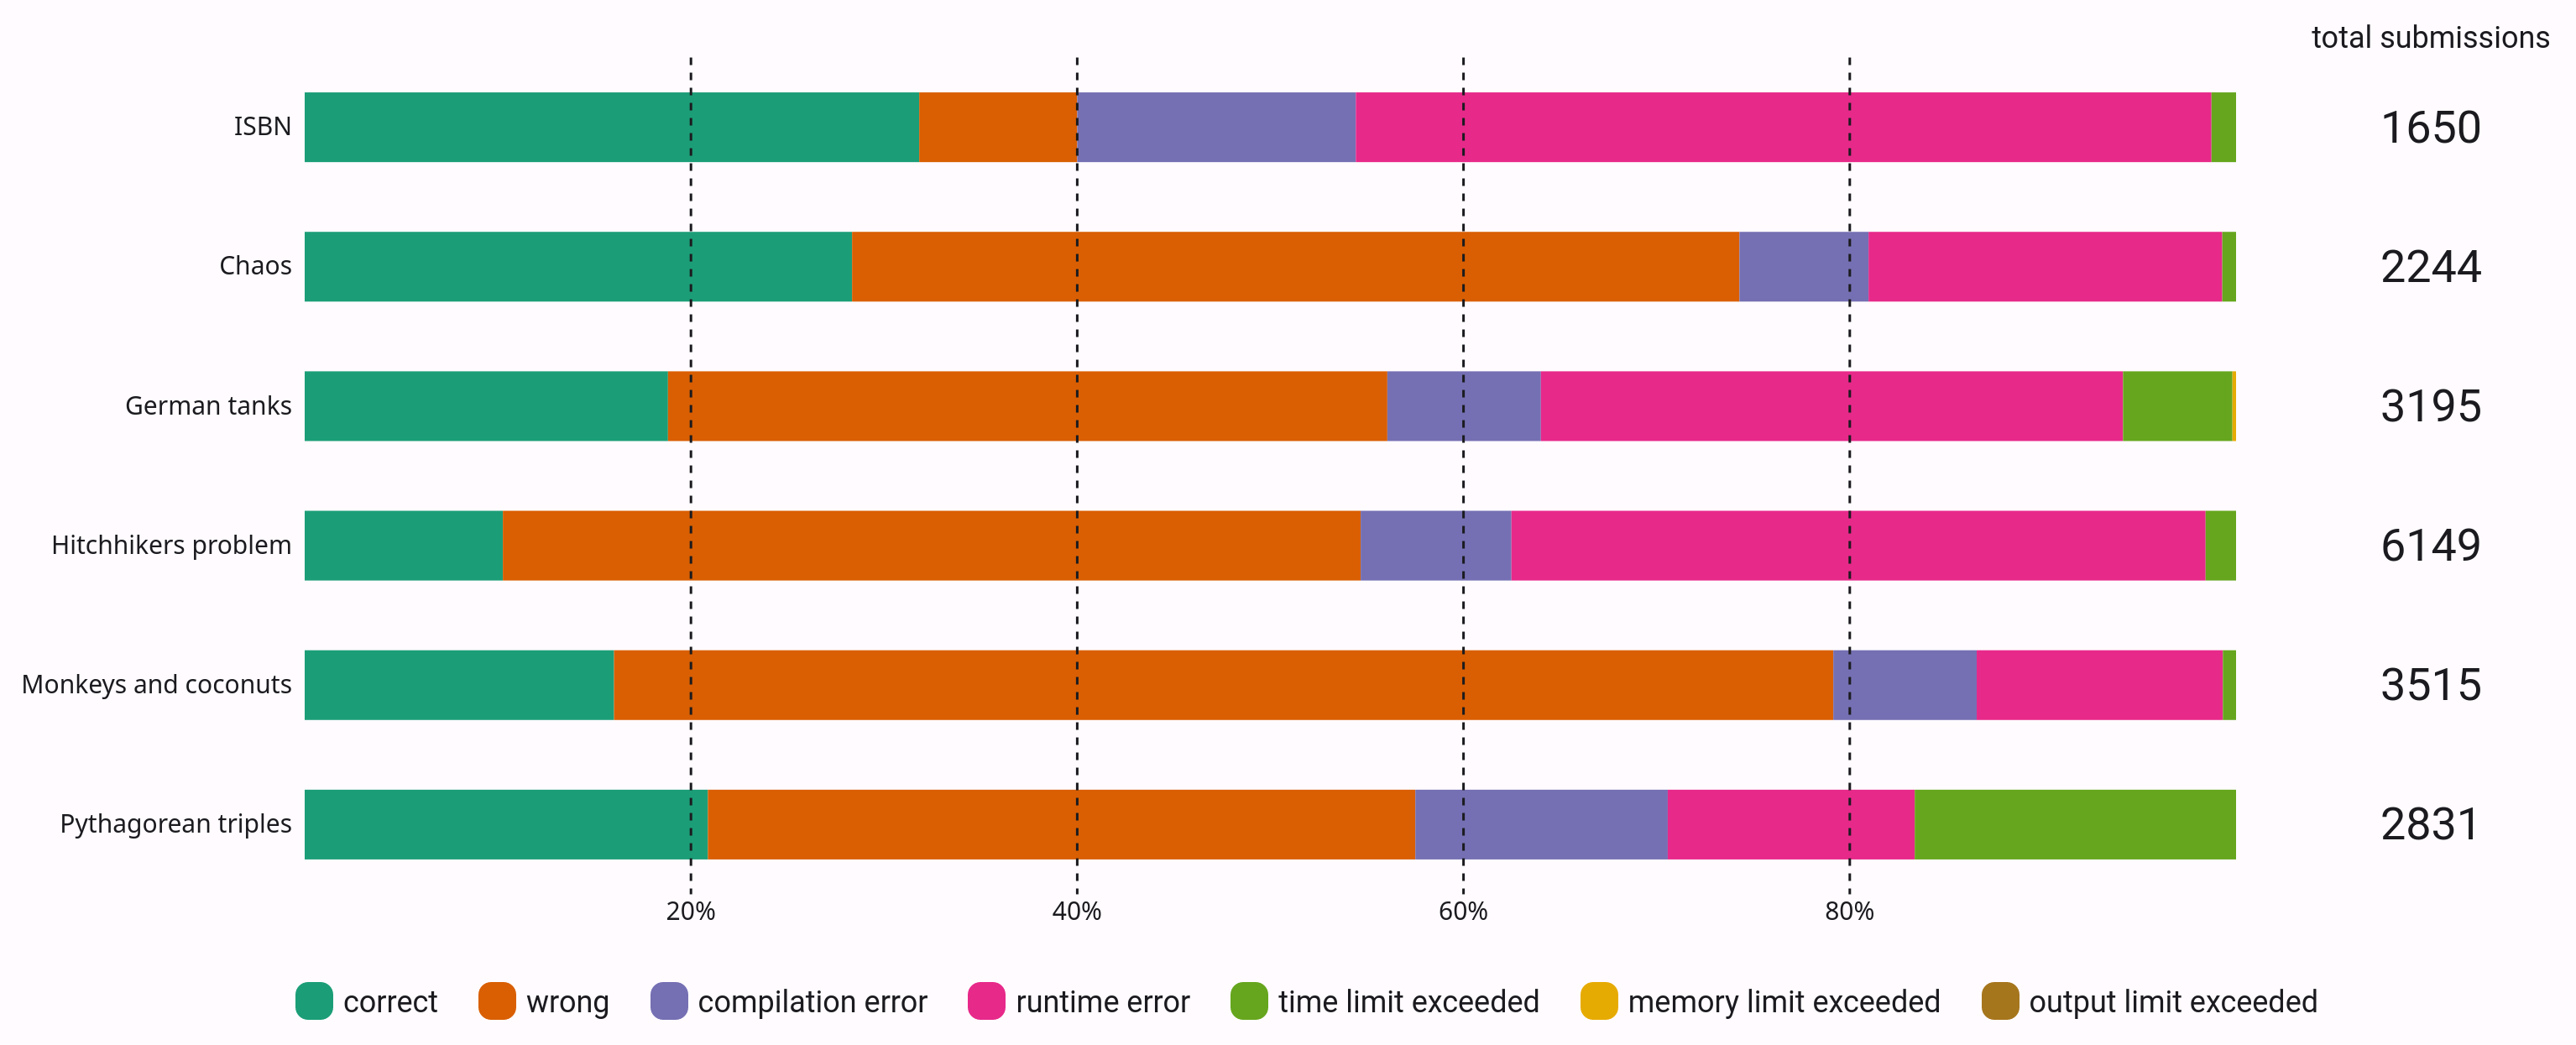 total submissions
ISBN 1650
Chaos 2244
German tanks 3195
Hitchhikers problem 6149
Monkeys and coconuts 3515
Pythagorean triples 2831
20% 40% 60% 80%
correct wrong compilation error runtime error time limit exceeded memory limit exceeded output limit exceeded